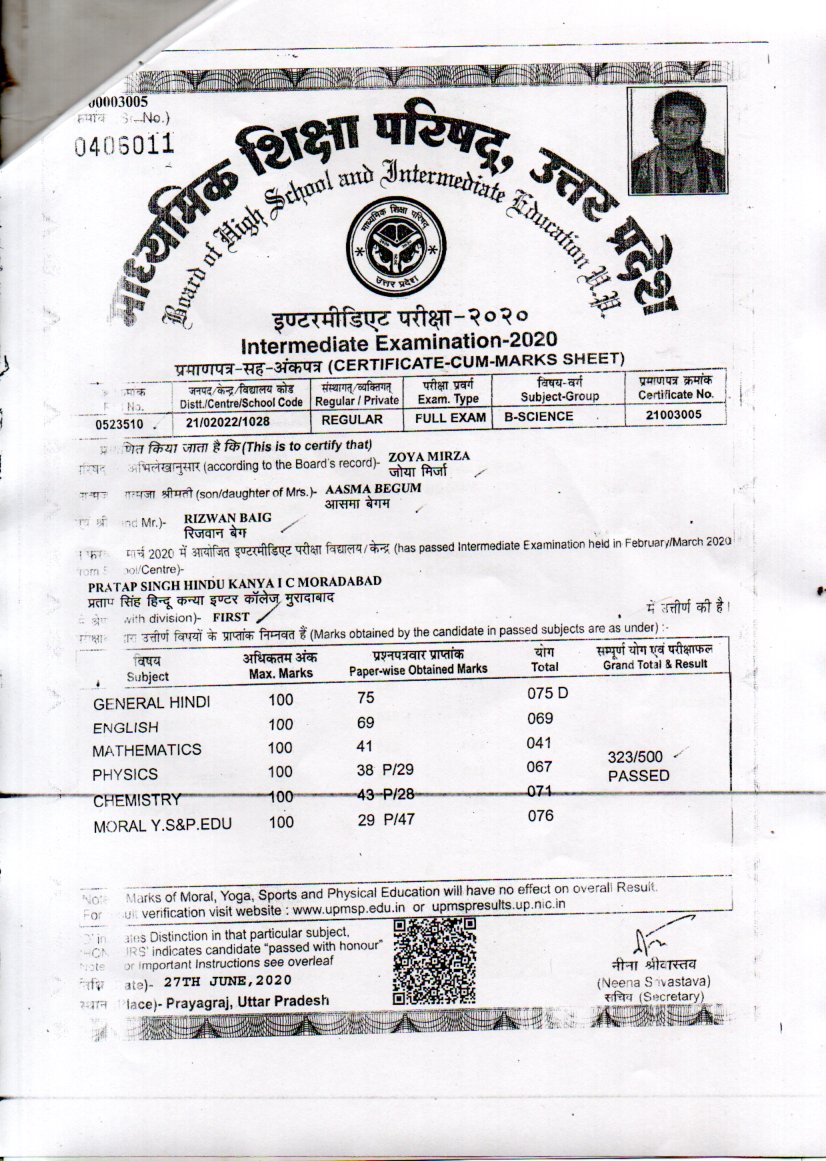 00003005
No.)
0406011
माध्यमिक शिक्षा परिषद्, उत्तर प्रदेश
Board of High School and Intermediate Education U.P.
माध्यमिक शिक्षा परिषद्
उत्तर प्रदेश
इण्टरमीडिएट परीक्षा-२०२०
Intermediate Examination-2020
प्रमाणपत्र-सह-अंकपत्र (CERTIFICATE-CUM-MARKS SHEET)
जनपद/केन्द्र/विद्यालय कोड संस्थागत्/व्यक्तिगत् परीक्षा प्रवर्ग विषय-वर्ग प्रमाणपत्र क्रमांक
No. Distt./Centre/School Code Regular / Private Exam. Type Subject-Group Certificate No.
0523510 21/02022/1028 REGULAR FULL EXAM B-SCIENCE 21003005
किया जाता है कि (This is to certify that)
अभिलेखानुसार (according to the Board's record)- ZOYA MIRZA
जोया मिर्जा
श्रीमती (son/daughter of Mrs.)- AASMA BEGUM
आसमा बेगम
श्री Mr.)- RIZWAN BAIG
रिजवान बेग
मार्च 2020 में आयोजित इण्टरमीडिएट परीक्षा विद्यालय/केन्द्र (has passed Intermediate Examination held in February/March 2020
/Centre)-
PRATAP SINGH HINDU KANYA I C MORADABAD
प्रताप सिंह हिन्दू कन्या इण्टर कॉलेज, मुरादाबाद
with division)- FIRST में उत्तीर्ण की है।
उत्तीर्ण विषयों के प्राप्तांक निम्नवत हैं (Marks obtained by the candidate in passed subjects are as under) :-
विषय अधिकतम अंक प्रश्नपत्रवार प्राप्तांक योग सम्पूर्ण योग एवं परीक्षाफल
Subject Max. Marks Paper-wise Obtained Marks Total Grand Total & Result
GENERAL HINDI 100 75 075 D
ENGLISH 100 69 069
MATHEMATICS 100 41 041
323/500
PHYSICS 100 38 P/29 067 PASSED
CHEMISTRY 100 43 P/28 071
MORAL Y.S&P.EDU 100 29 P/47 076
Note Marks of Moral, Yoga, Sports and Physical Education will have no effect on overall Result.
For verification visit website : www.upmsp.edu.in or upmspresults.up.nic.in
Distinction in that particular subject,
indicates candidate "passed with honour"
Note or Important Instructions see overleaf
तिथि ate)- 27TH JUNE,2020
स्थान lace)- Prayagraj, Uttar Pradesh
नीना श्रीवास्तव
(Neena Srivastava)
सचिव (Secretary)